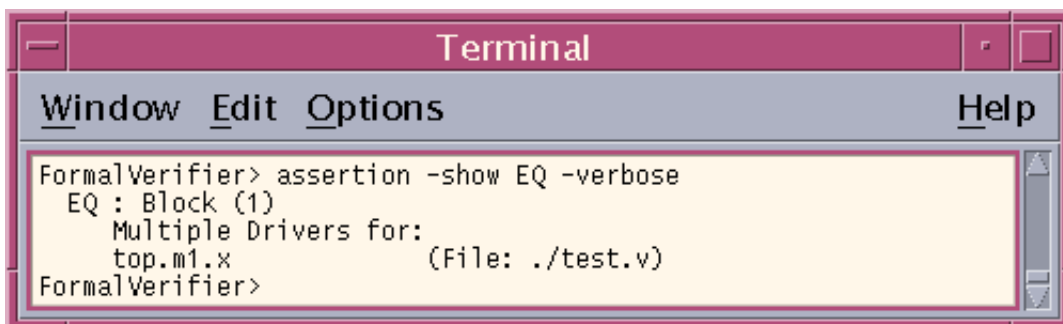 Terminal
Window Edit Options Help
FormalVerifier> assertion -show EQ -verbose
EQ : Block (1)
Multiple Drivers for:
top.m1.x (File: ./test.v)
FormalVerifier>